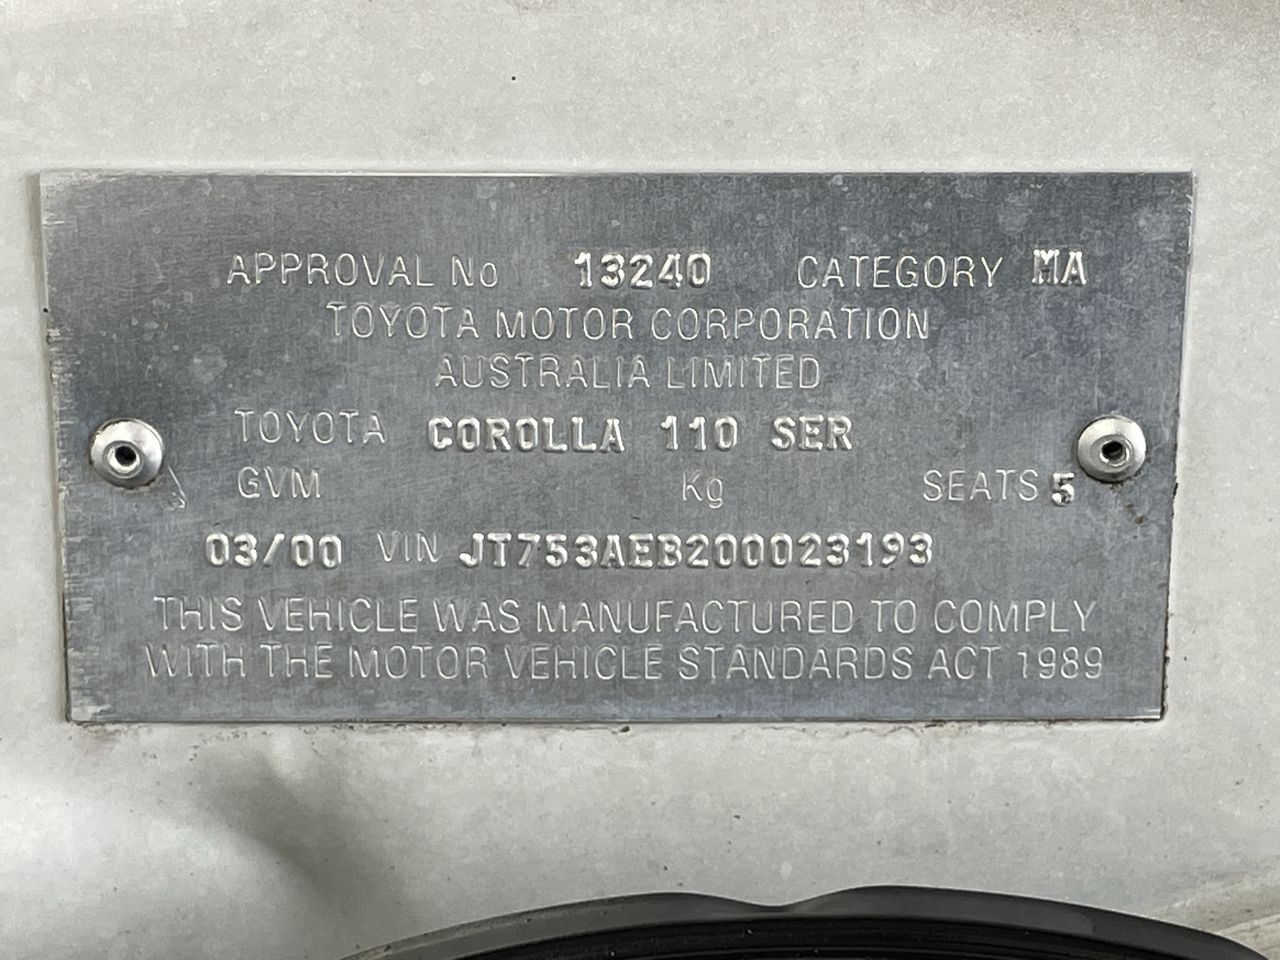 APPROVAL No 13240 CATEGORY MA
TOYOTA MOTOR CORPORATION
AUSTRALIA LIMITED
TOYOTA COROLLA 110 SER
GVM Kg SEATS 5
03/00 VIN JT753AEB200023193
THIS VEHICLE WAS MANUFACTURED TO COMPLY
WITH THE MOTOR VEHICLE STANDARDS ACT 1989